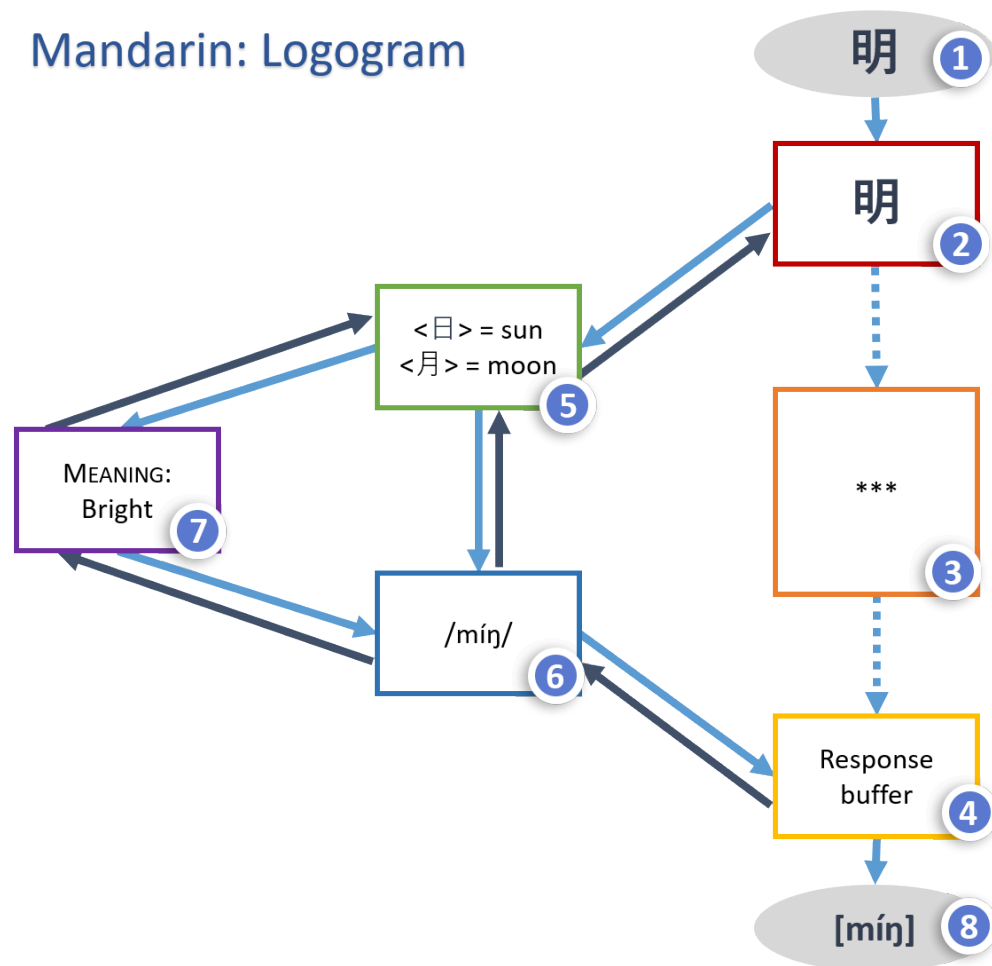 Mandarin: Logogram
明
1
明
2
<日> = sun
<月> = moon
5
MEANING:
Bright
7
***
3
/míŋ/
6
Response
buffer
4
[míŋ]
8